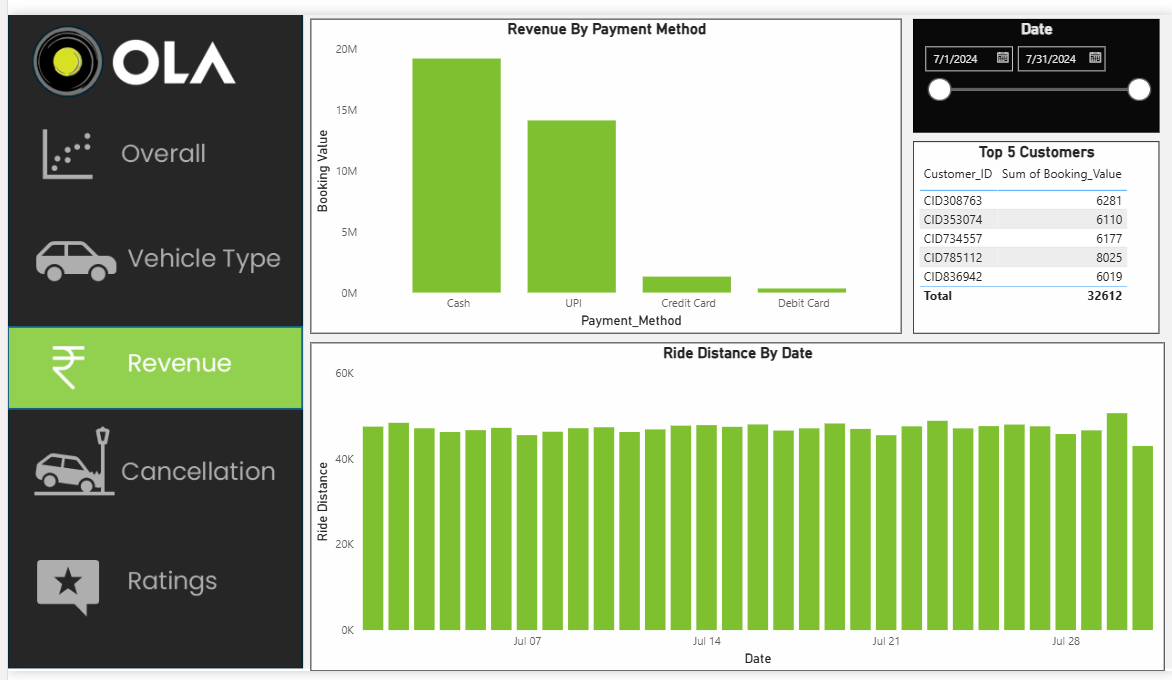 OLA
Overall
Vehicle Type
Revenue
Cancellation
Ratings
Revenue By Payment Method
20M
15M
10M
5M
0M
Booking Value
Cash UPI Credit Card Debit Card
Payment_Method
Date
7/1/2024 7/31/2024
Top 5 Customers
Customer_ID Sum of Booking_Value
CID308763 6281
CID353074 6110
CID734557 6177
CID785112 8025
CID836942 6019
Total 32612
Ride Distance By Date
60K
40K
20K
0K
Ride Distance
Jul 07 Jul 14 Jul 21 Jul 28
Date